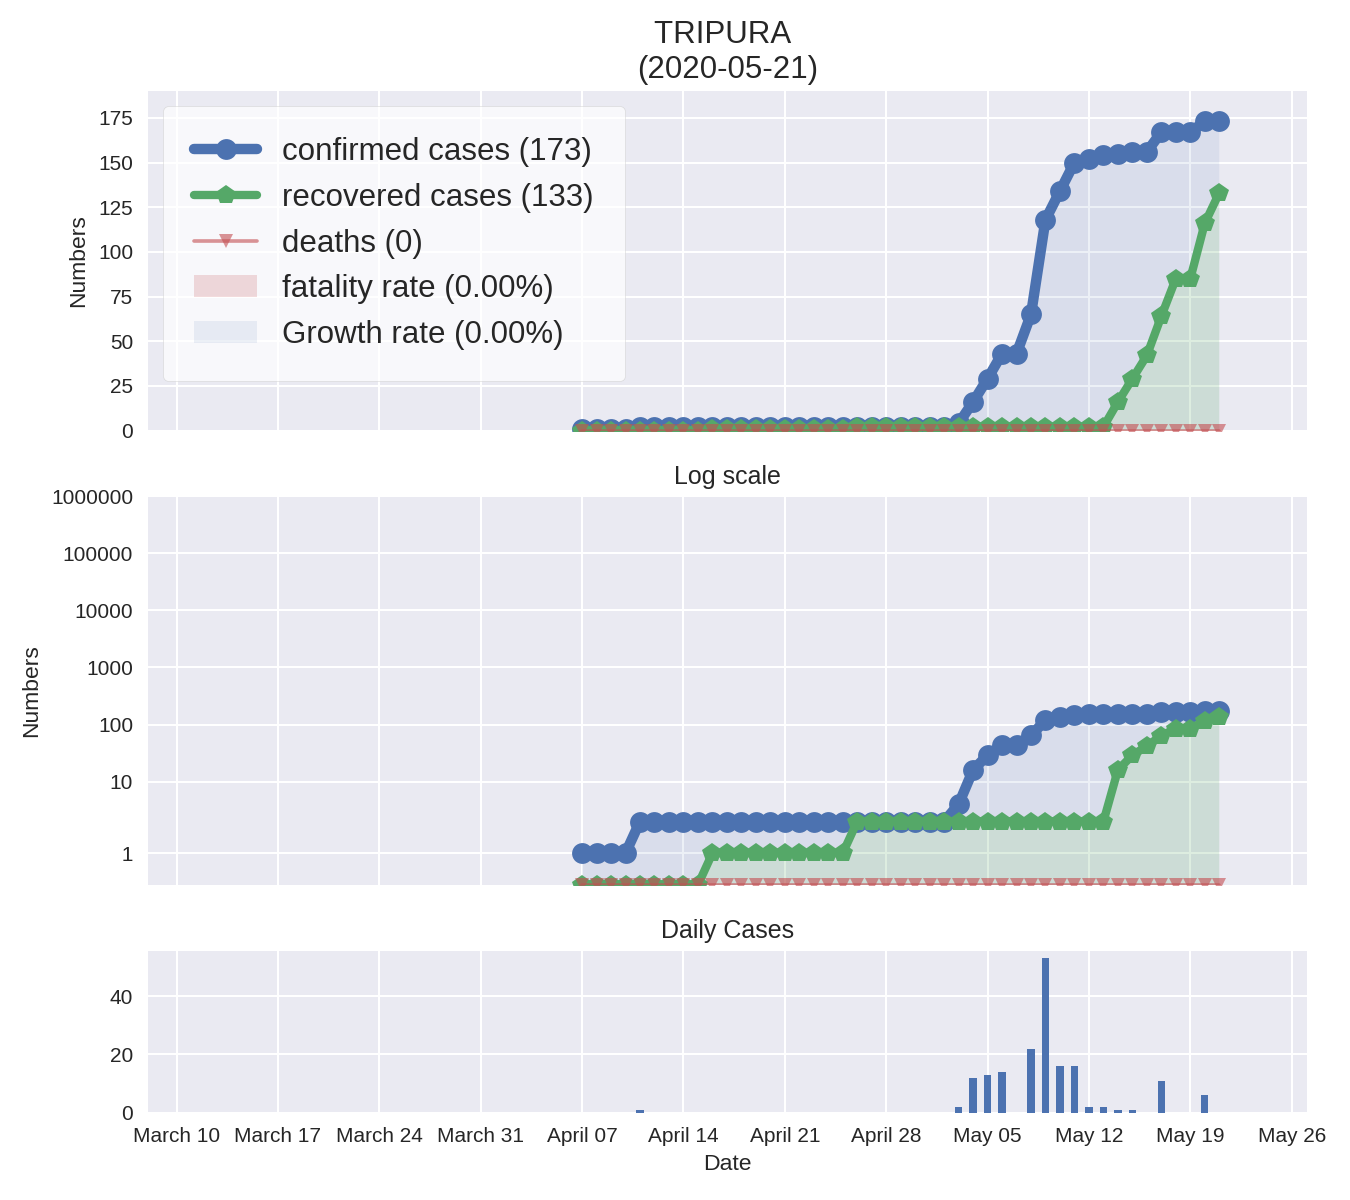 TRIPURA
(2020-05-21)
175
150
125
100
75
50
25
0
Numbers
confirmed cases (173)
recovered cases (133)
deaths (0)
fatality rate (0.00%)
Growth rate (0.00%)
Log scale
1000000
100000
10000
1000
100
10
1
Numbers
Daily Cases
40
20
0
March 10 March 17 March 24 March 31 April 07 April 14 April 21 April 28 May 05 May 12 May 19 May 26
Date